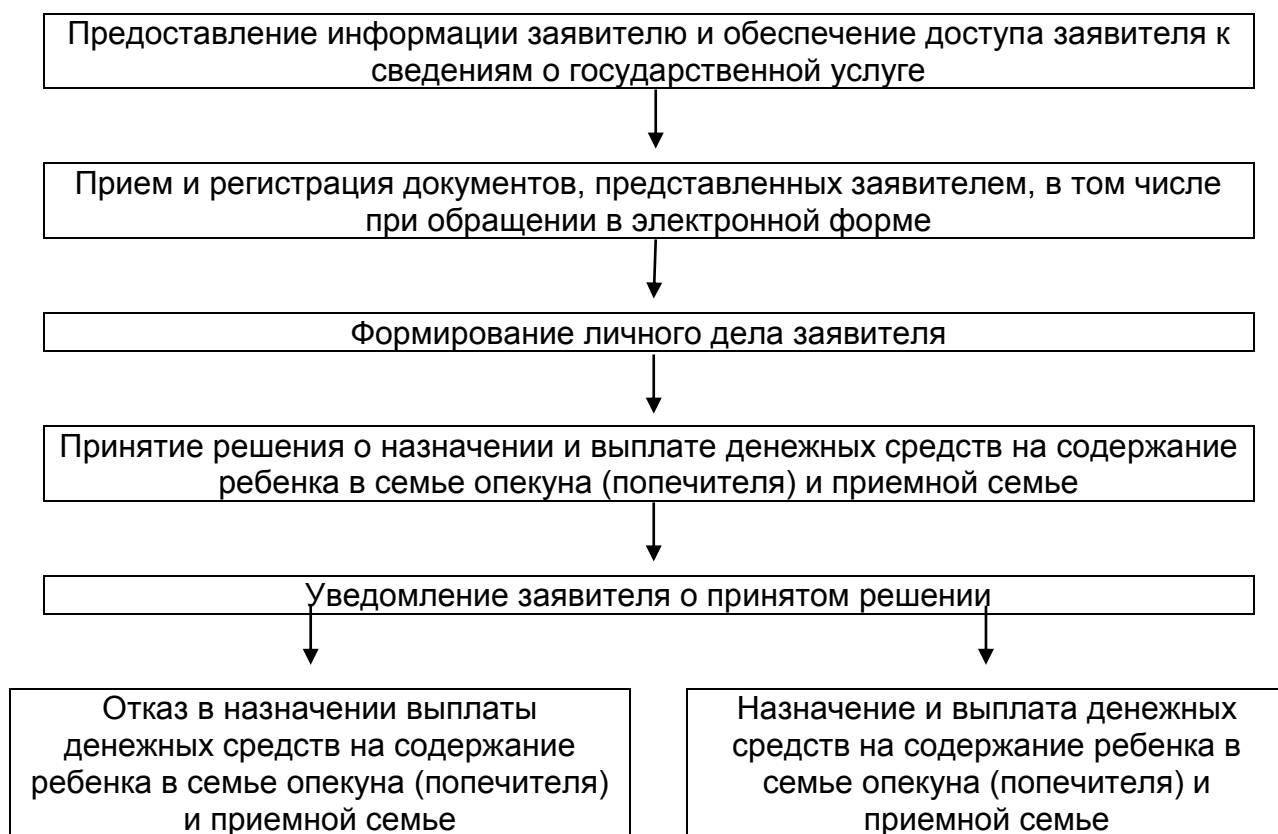 Предоставление информации заявителю и обеспечение доступа заявителя к
сведениям о государственной услуге
Прием и регистрация документов, представленных заявителем, в том числе
при обращении в электронной форме
Формирование личного дела заявителя
Принятие решения о назначении и выплате денежных средств на содержание
ребенка в семье опекуна (попечителя) и приемной семье
Уведомление заявителя о принятом решении
Отказ в назначении выплаты
денежных средств на содержание
ребенка в семье опекуна (попечителя)
и приемной семье
Назначение и выплата денежных
средств на содержание ребенка в
семье опекуна (попечителя) и
приемной семье